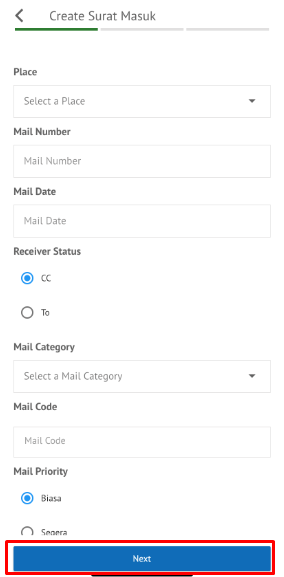 Create Surat Masuk
Place
Select a Place
Mail Number
Mail Number
Mail Date
Mail Date
Receiver Status
CC
To
Mail Category
Select a Mail Category
Mail Code
Mail Code
Mail Priority
Biasa
Segera
Next